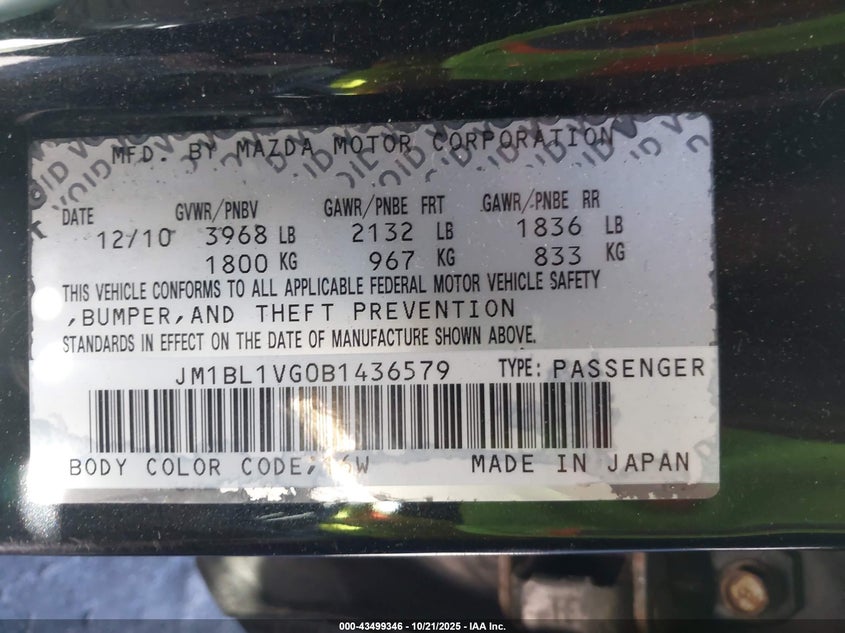 MFD. BY MAZDA MOTOR CORPORATION
DATE GVWR/PNBV GAWR/PNBE FRT GAWR/PNBE RR
12/10 3968 LB 2132 LB 1836 LB
1800 KG 967 KG 833 KG
THIS VEHICLE CONFORMS TO ALL APPLICABLE FEDERAL MOTOR VEHICLE SAFETY
,BUMPER,AND THEFT PREVENTION
STANDARDS IN EFFECT ON THE DATE OF MANUFACTURE SHOWN ABOVE.
JM1BL1VG0B1436579 TYPE: PASSENGER
BODY COLOR CODE; 16W MADE IN JAPAN
000-43499346 - 10/21/2025 - IAA Inc.